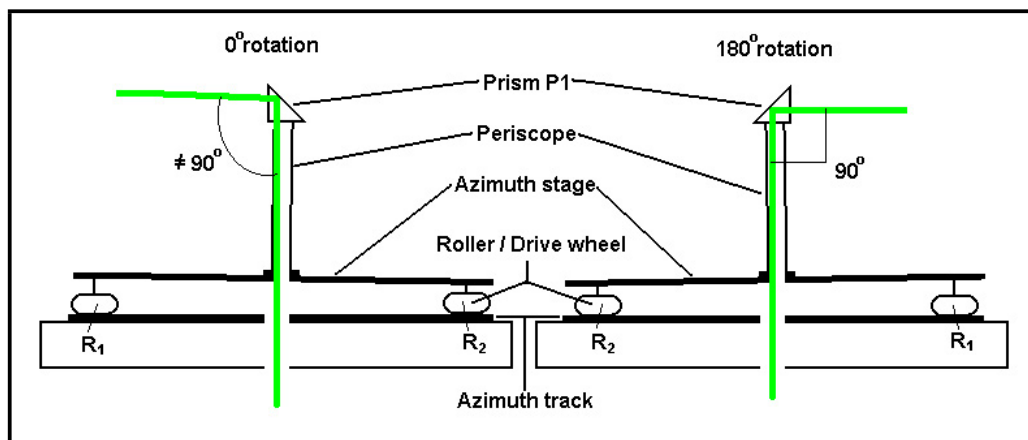 0° rotation
180° rotation
Prism P1
Periscope
≠ 90°
90°
Azimuth stage
Roller / Drive wheel
R₁
R₂
R₂
R₁
Azimuth track